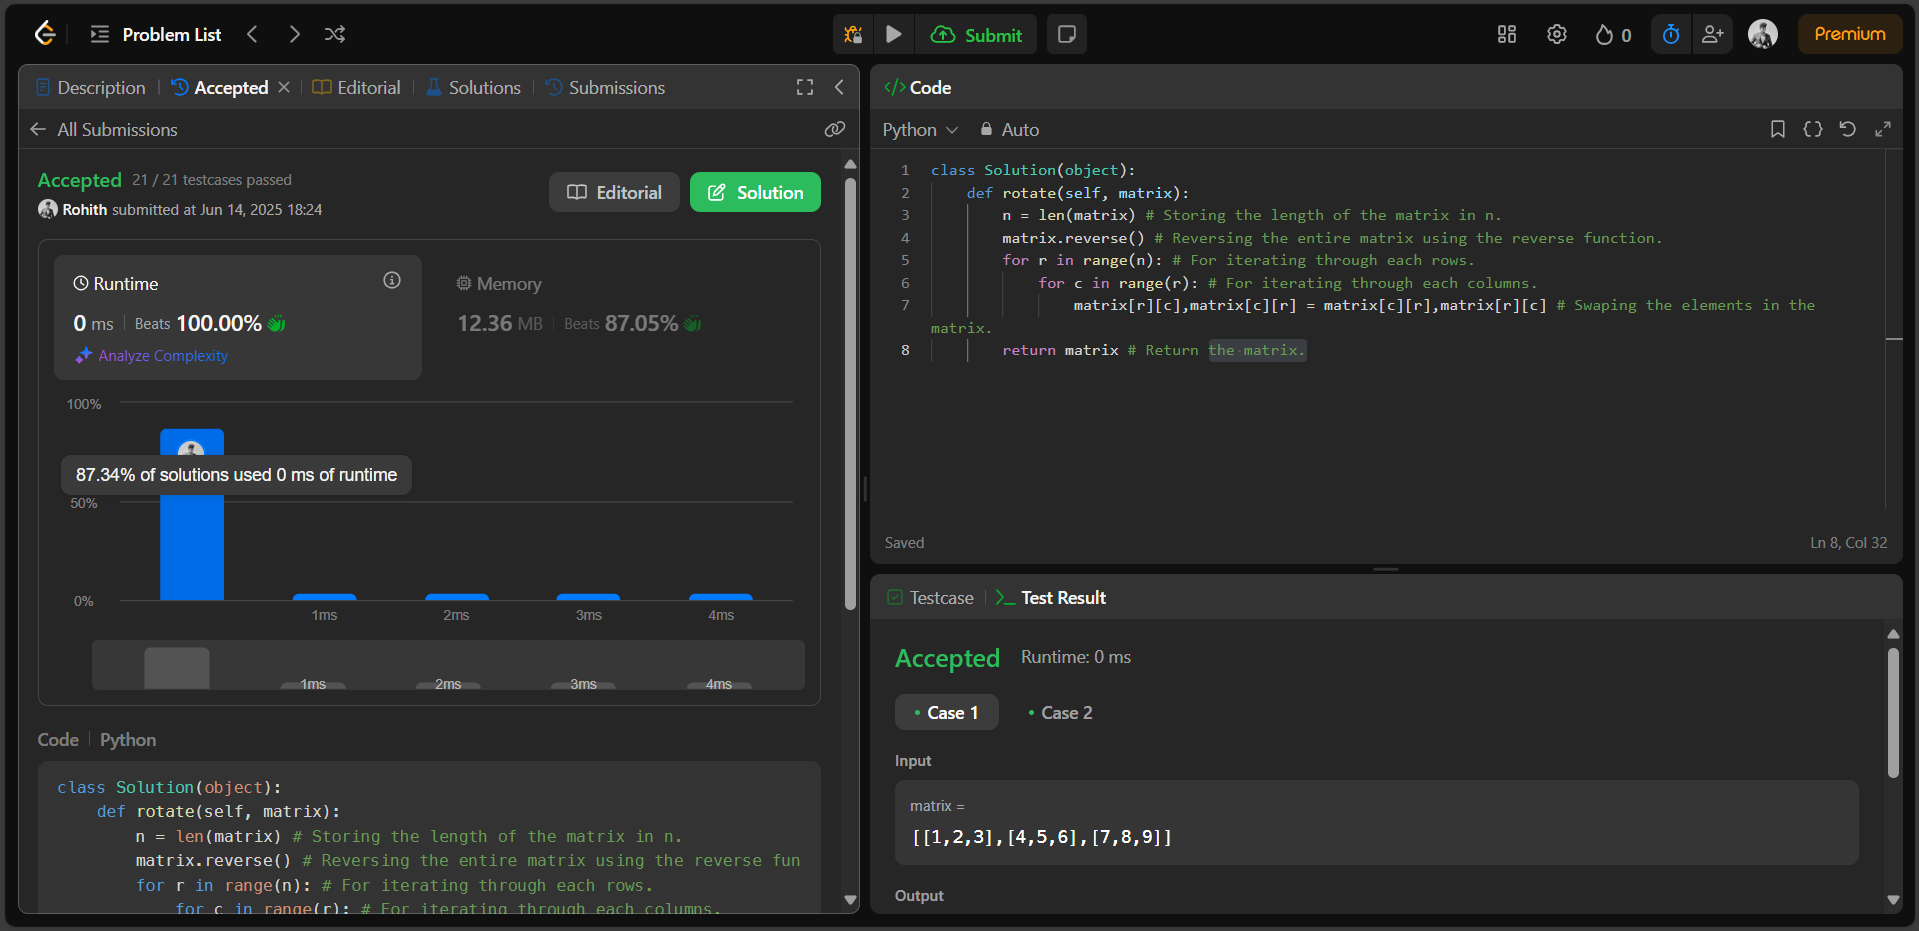 Problem List
Submit
0
Premium
Description
Accepted
Editorial
Solutions
Submissions
All Submissions
Accepted 21 / 21 testcases passed
Rohith submitted at Jun 14, 2025 18:24
Editorial
Solution
Runtime
0 ms Beats 100.00%
Analyze Complexity
Memory
12.36 MB Beats 87.05%
100%
87.34% of solutions used 0 ms of runtime
50%
0%
1ms
2ms
3ms
4ms
1ms
2ms
3ms
4ms
Code Python
class Solution(object):
def rotate(self, matrix):
n = len(matrix) # Storing the length of the matrix in n.
matrix.reverse() # Reversing the entire matrix using the reverse fun
for r in range(n): # For iterating through each rows.
for c in range(r): # For iterating through each columns.
Code
Python
Auto
1 class Solution(object):
2 def rotate(self, matrix):
3 n = len(matrix) # Storing the length of the matrix in n.
4 matrix.reverse() # Reversing the entire matrix using the reverse function.
5 for r in range(n): # For iterating through each rows.
6 for c in range(r): # For iterating through each columns.
7 matrix[r][c],matrix[c][r] = matrix[c][r],matrix[r][c] # Swaping the elements in the
matrix.
8 return matrix # Return the matrix.
Saved
Ln 8, Col 32
Testcase
Test Result
Accepted Runtime: 0 ms
Case 1
Case 2
Input
matrix =
[[1,2,3],[4,5,6],[7,8,9]]
Output